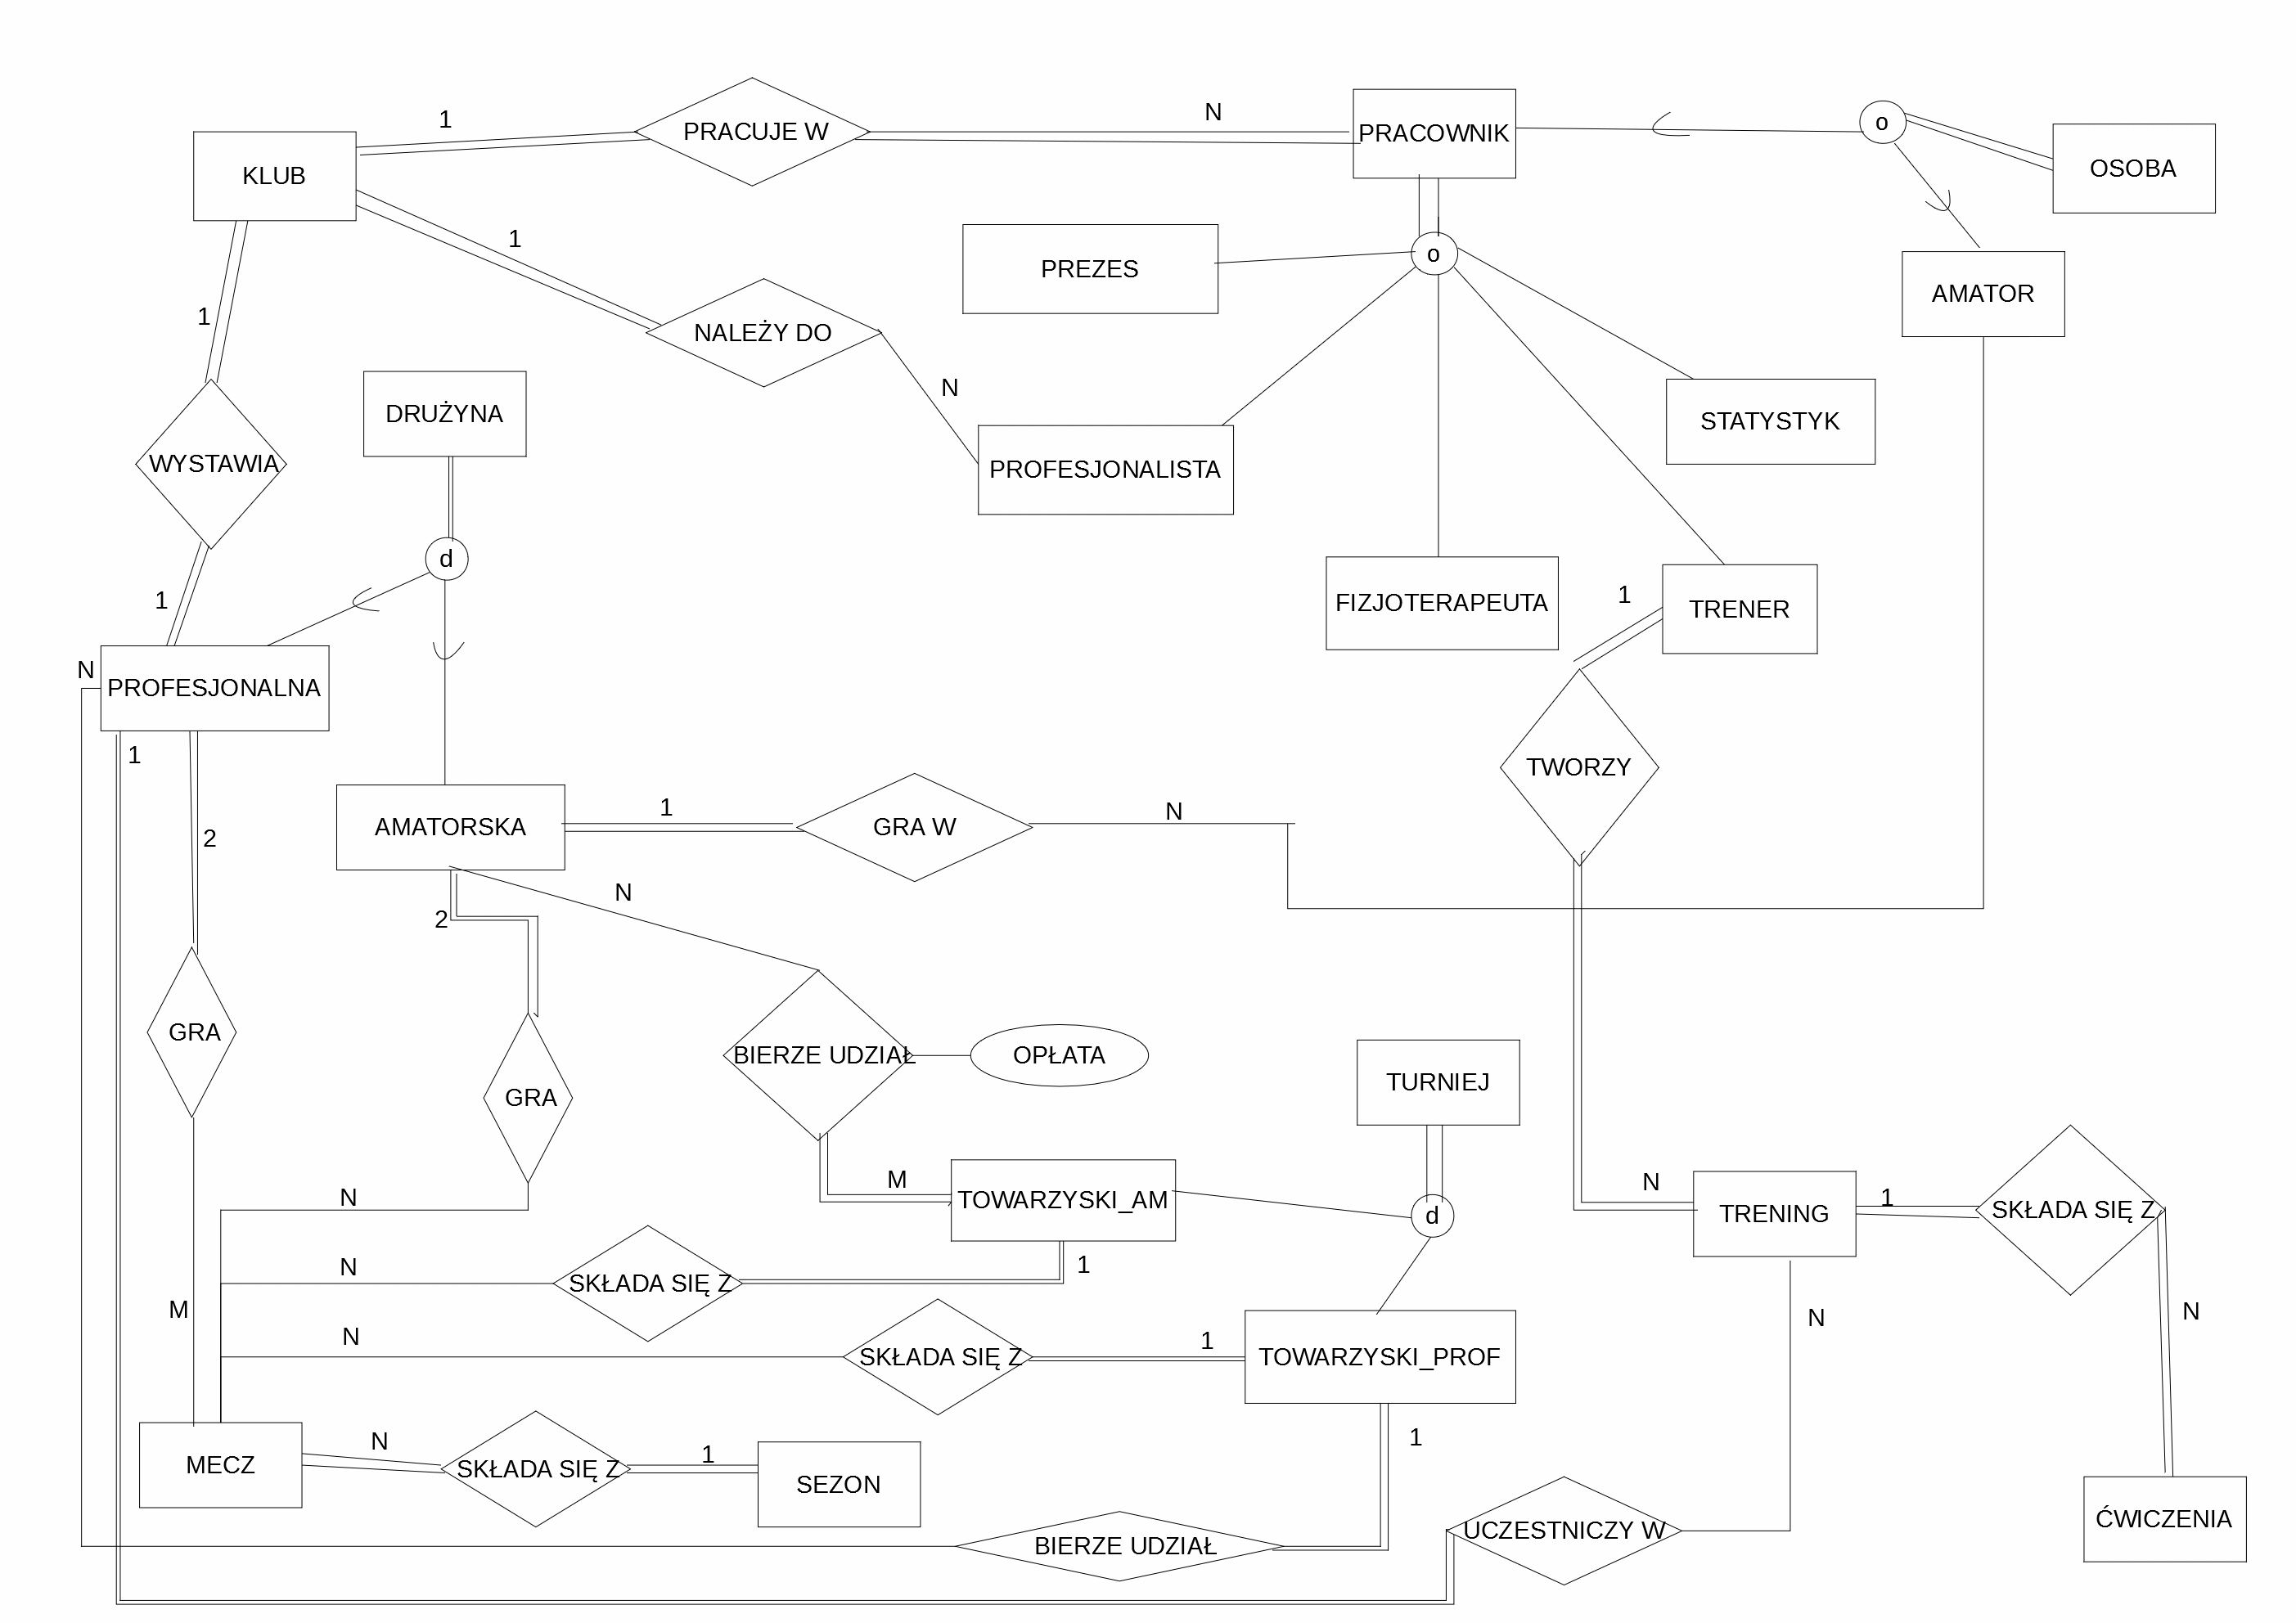 1
PRACUJE W
N
PRACOWNIK
o
OSOBA
KLUB
1
PREZES
o
AMATOR
1
NALEŻY DO
N
DRUŻYNA
STATYSTYK
WYSTAWIA
PROFESJONALISTA
d
1
FIZJOTERAPEUTA
1
TRENER
N
PROFESJONALNA
1
TWORZY
2
AMATORSKA
1
GRA W
N
N
2
GRA
GRA
BIERZE UDZIAŁ
OPŁATA
TURNIEJ
N
M
TOWARZYSKI_AM
d
N
TRENING
1
SKŁADA SIĘ Z
N
SKŁADA SIĘ Z
1
M
N
N
N
SKŁADA SIĘ Z
1
TOWARZYSKI_PROF
MECZ
N
SKŁADA SIĘ Z
1
SEZON
1
BIERZE UDZIAŁ
UCZESTNICZY W
ĆWICZENIA